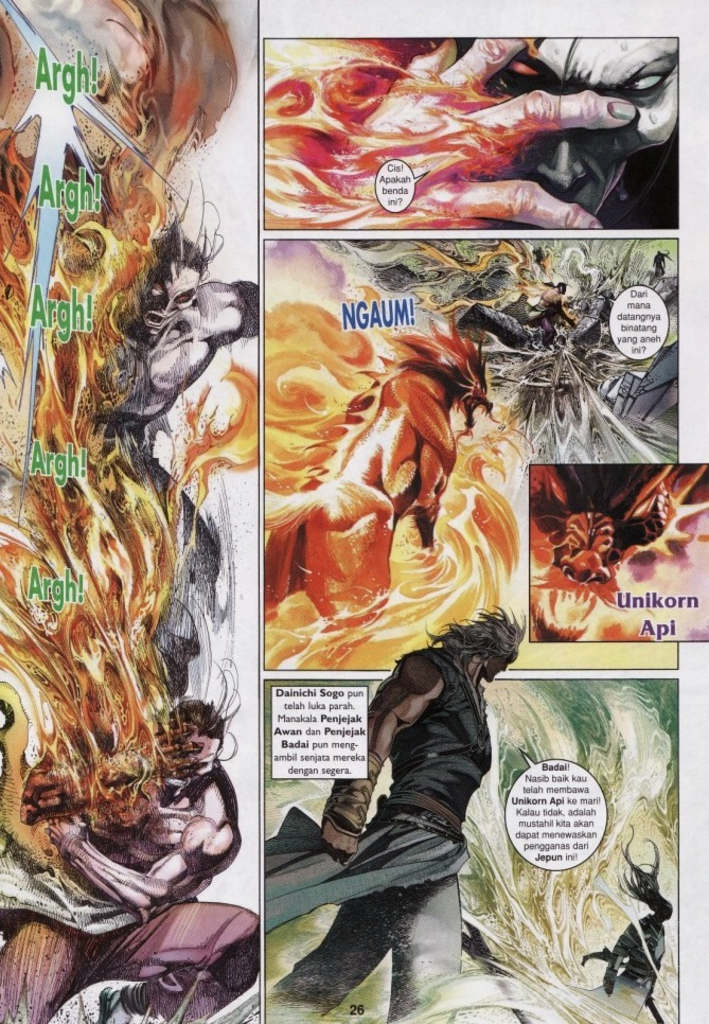 Argh!
Argh!
Argh!
Argh!
Argh!
Cis!
Apakah
benda
ini?
NGAUM!
Dari
mana
datangnya
binatang
yang aneh
ini?
Unikorn
Api
Dainichi Sogo pun
telah luka parah.
Manakala Penjejak
Awan dan Penjejak
Badai pun meng-
ambil senjata mereka
dengan segera.
Badai!
Nasib baik kau
telah membawa
Unikorn Api ke mari!
Kalau tidak, adalah
mustahil kita akan
dapat menewaskan
pengganas dari
Jepun ini!
26